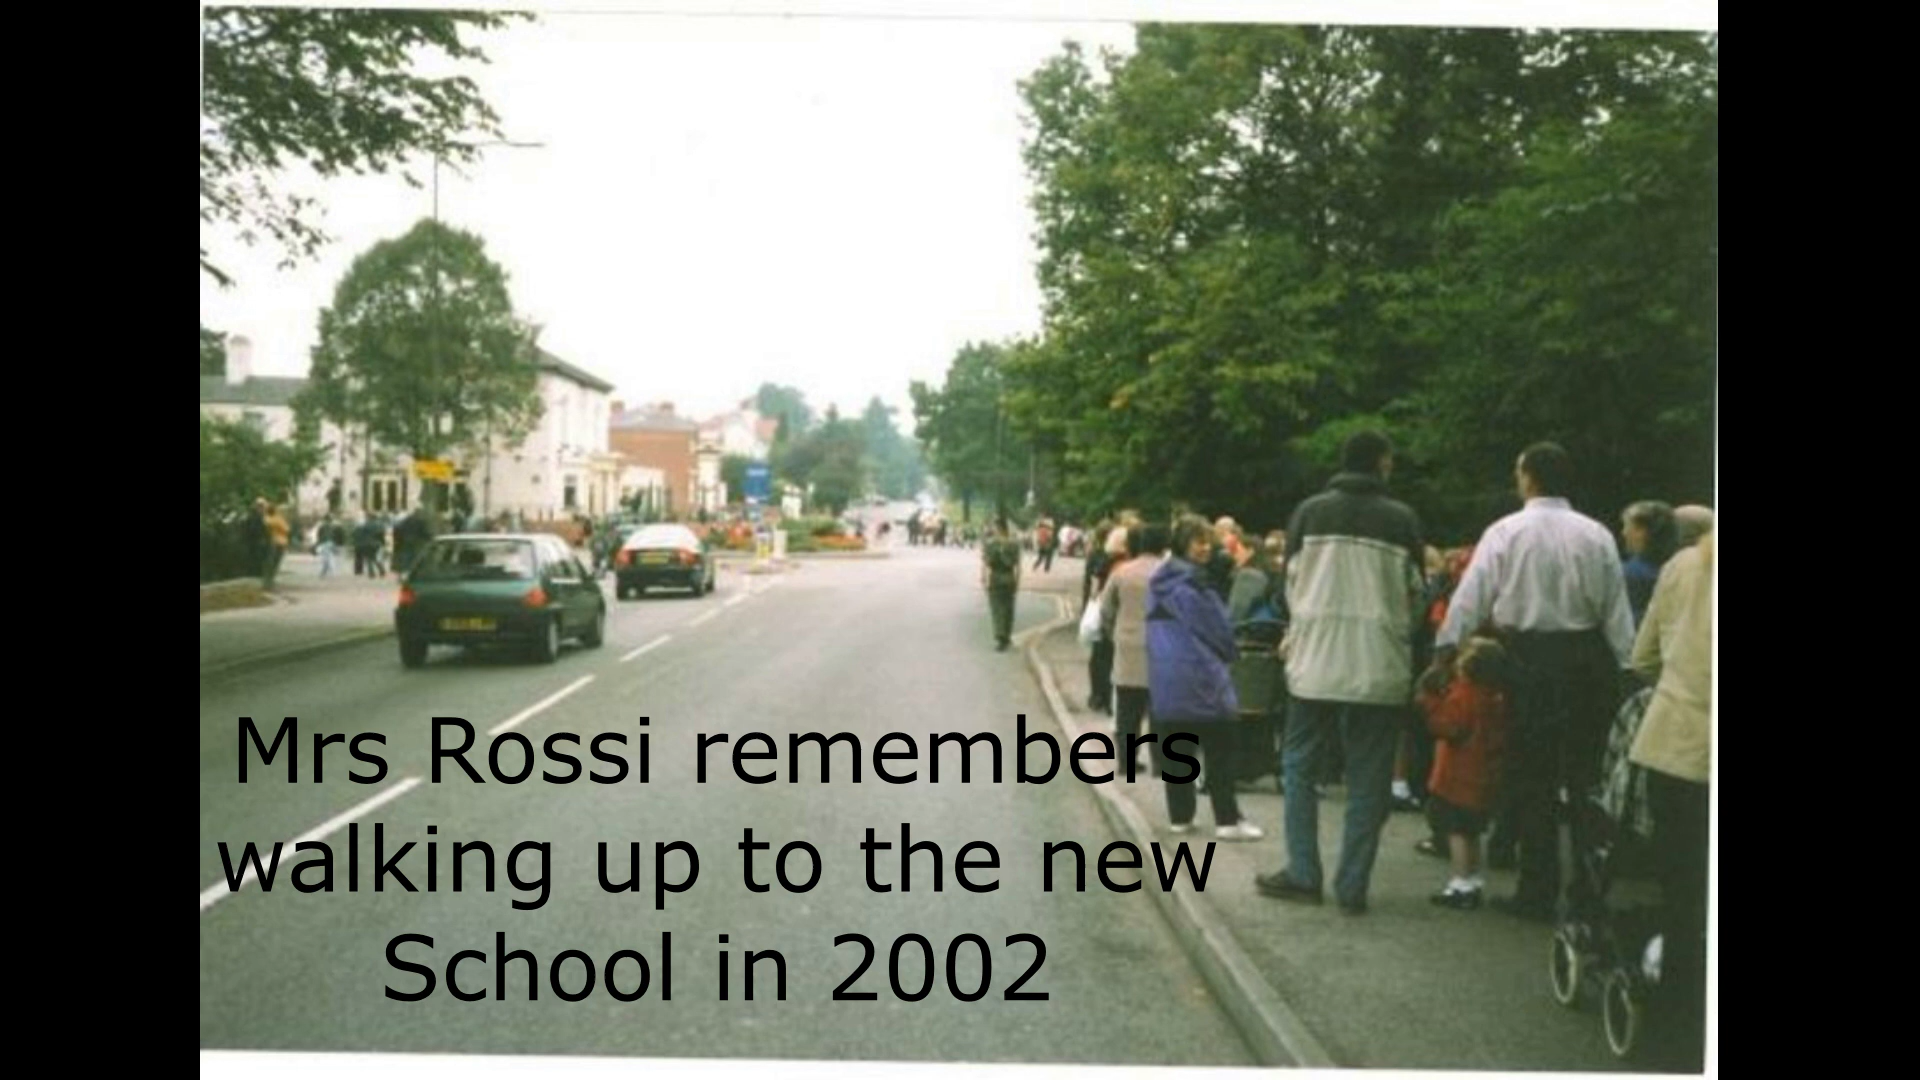 Mrs Rossi remembers
walking up to the new
School in 2002